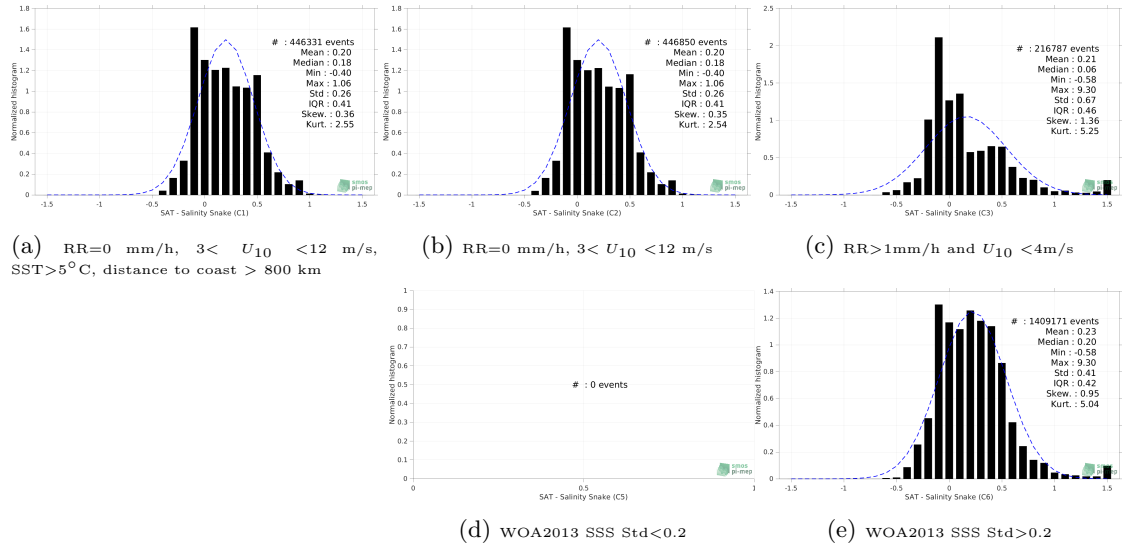 1.8
1.6
1.4
1.2
1
0.8
0.6
0.4
0.2
0
-1.5
-1
-0.5
0
0.5
1
1.5
Normalized histogram
SAT - Salinity Snake (C1)
# : 446331 events
Mean : 0.20
Median : 0.18
Min : -0.40
Max : 1.06
Std : 0.26
IQR : 0.41
Skew. : 0.36
Kurt. : 2.55
smos
pi-mep
(a) RR=0 mm/h, 3< U10 <12 m/s,
SST>5°C, distance to coast > 800 km
1.8
1.6
1.4
1.2
1
0.8
0.6
0.4
0.2
0
-1.5
-1
-0.5
0
0.5
1
1.5
Normalized histogram
SAT - Salinity Snake (C2)
# : 446850 events
Mean : 0.20
Median : 0.18
Min : -0.40
Max : 1.06
Std : 0.26
IQR : 0.41
Skew. : 0.35
Kurt. : 2.54
smos
pi-mep
(b) RR=0 mm/h, 3< U10 <12 m/s
2.5
2
1.5
1
0.5
0
-1.5
-1
-0.5
0
0.5
1
1.5
Normalized histogram
SAT - Salinity Snake (C3)
# : 216787 events
Mean : 0.21
Median : 0.06
Min : -0.58
Max : 9.30
Std : 0.67
IQR : 0.46
Skew. : 1.36
Kurt. : 5.25
smos
pi-mep
(c) RR>1mm/h and U10 <4m/s
1
0.9
0.8
0.7
0.6
0.5
0.4
0.3
0.2
0.1
0
0
0.5
1
Normalized histogram
SAT - Salinity Snake (C5)
# : 0 events
smos
pi-mep
(d) WOA2013 SSS Std<0.2
1.4
1.2
1
0.8
0.6
0.4
0.2
0
-1.5
-1
-0.5
0
0.5
1
1.5
Normalized histogram
SAT - Salinity Snake (C6)
# : 1409171 events
Mean : 0.23
Median : 0.20
Min : -0.58
Max : 9.30
Std : 0.41
IQR : 0.42
Skew. : 0.95
Kurt. : 5.04
smos
pi-mep
(e) WOA2013 SSS Std>0.2